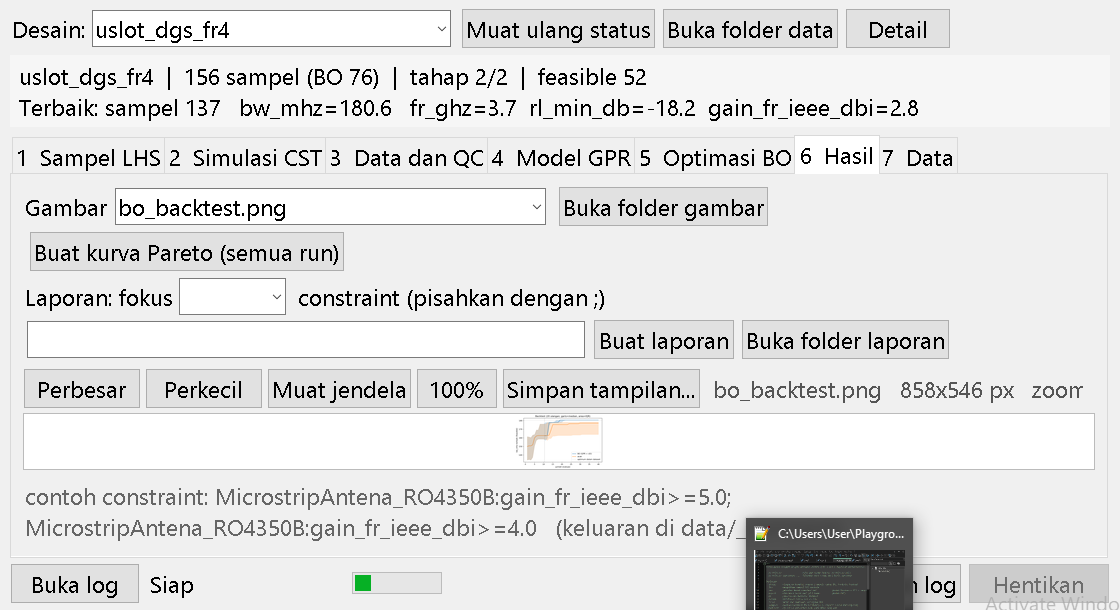 Desain: uslot_dgs_fr4 Muat ulang status Buka folder data Detail
uslot_dgs_fr4 | 156 sampel (BO 76) | tahap 2/2 | feasible 52
Terbaik: sampel 137 bw_mhz=180.6 fr_ghz=3.7 rl_min_db=-18.2 gain_fr_ieee_dbi=2.8
1 Sampel LHS 2 Simulasi CST 3 Data dan QC 4 Model GPR 5 Optimasi BO 6 Hasil 7 Data
Gambar bo_backtest.png Buka folder gambar
Buat kurva Pareto (semua run)
Laporan: fokus constraint (pisahkan dengan ;)
Buat laporan Buka folder laporan
Perbesar Perkecil Muat jendela 100% Simpan tampilan... bo_backtest.png 858x546 px zoom
contoh constraint: MicrostripAntena_RO4350B:gain_fr_ieee_dbi>=5.0;
MicrostripAntena_RO4350B:gain_fr_ieee_dbi>=4.0 (keluaran di data/_
C:\Users\User\Playgro...
Buka log Siap log Hentikan
Activate Windo